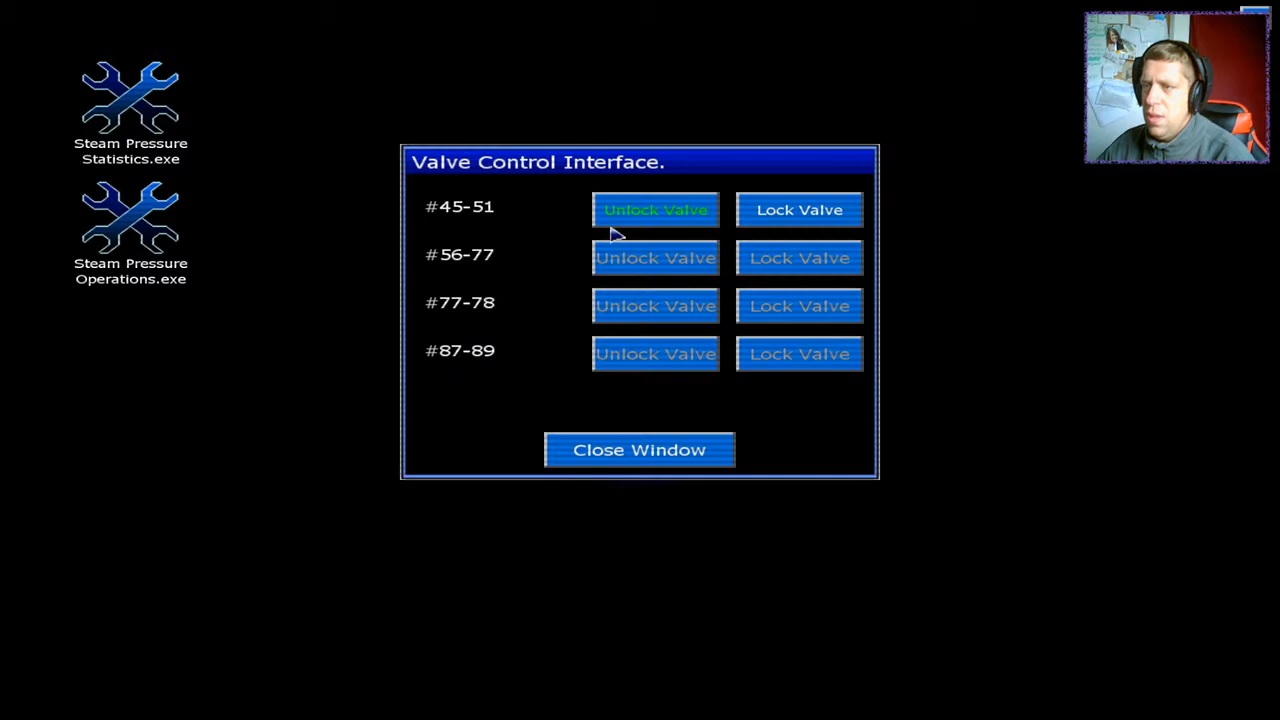 Steam Pressure
Statistics.exe
Steam Pressure
Operations.exe
Valve Control Interface.
#45-51 Unlock Valve Lock Valve
#56-77 Unlock Valve Lock Valve
#77-78 Unlock Valve Lock Valve
#87-89 Unlock Valve Lock Valve
Close Window